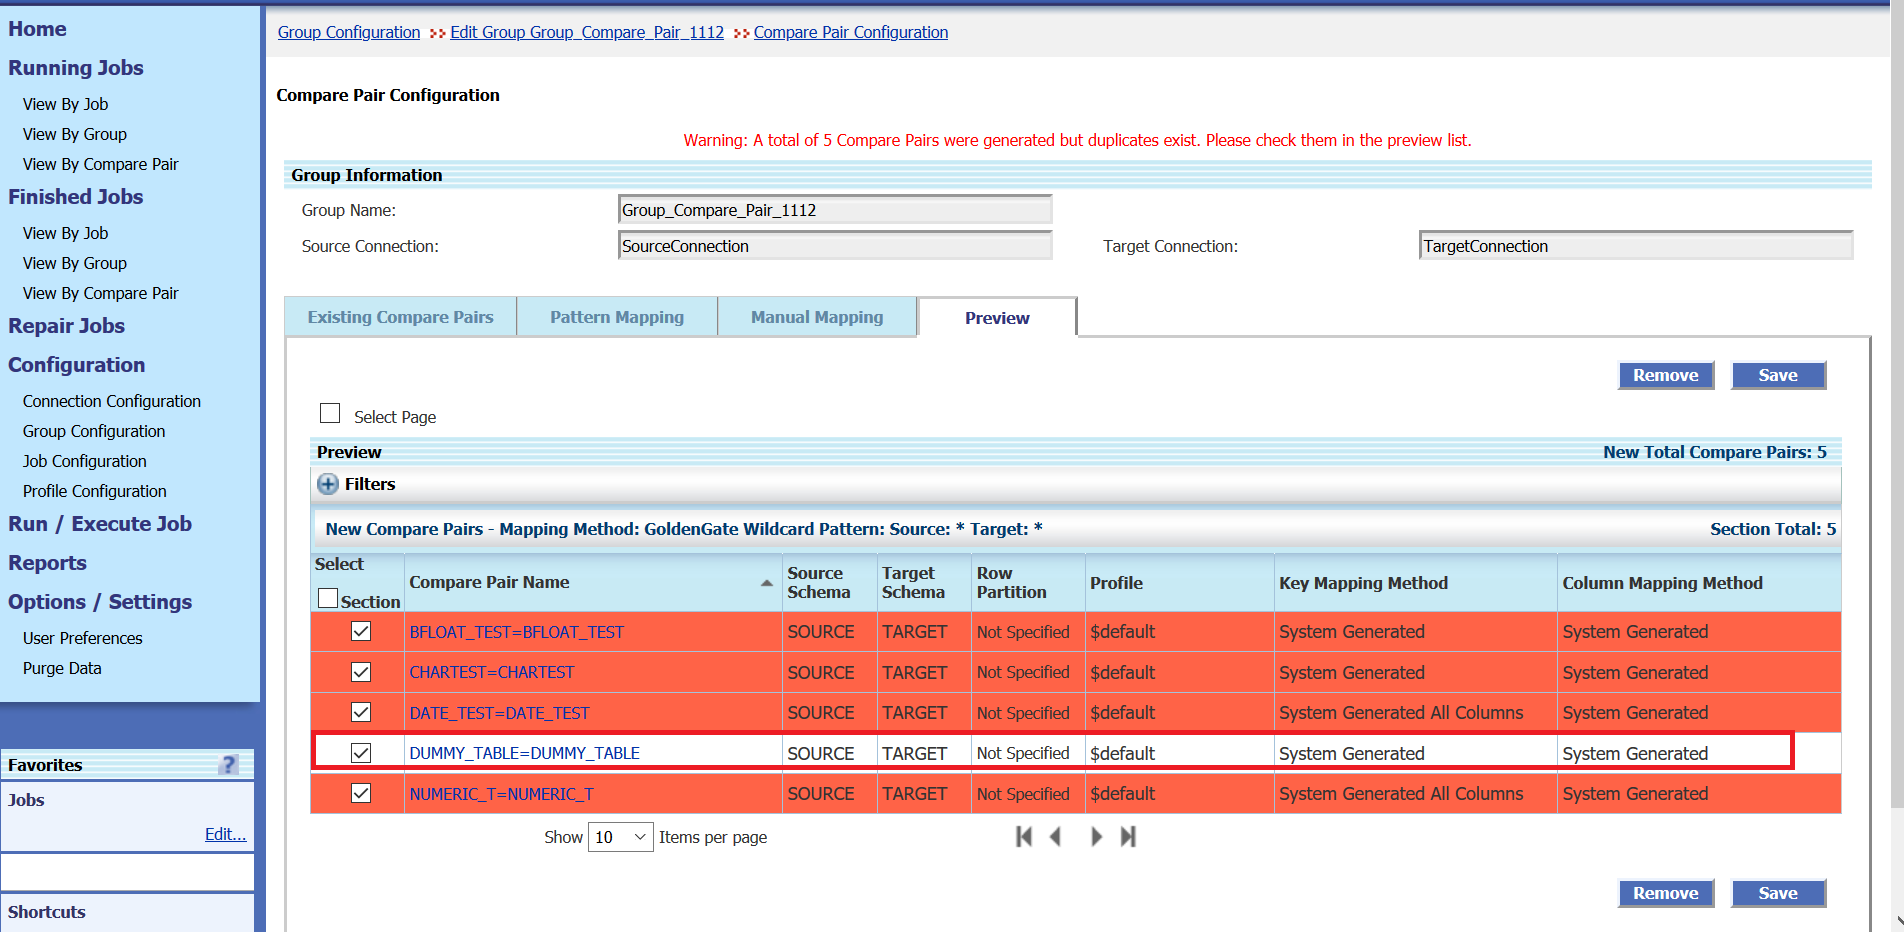 Home
Running Jobs
View By Job
View By Group
View By Compare Pair
Finished Jobs
View By Job
View By Group
View By Compare Pair
Repair Jobs
Configuration
Connection Configuration
Group Configuration
Job Configuration
Profile Configuration
Run / Execute Job
Reports
Options / Settings
User Preferences
Purge Data
Favorites ?
Jobs
Edit...
Shortcuts
Group Configuration >> Edit Group Group_Compare_Pair_1112 >> Compare Pair Configuration
Compare Pair Configuration
Warning: A total of 5 Compare Pairs were generated but duplicates exist. Please check them in the preview list.
Group Information
Group Name: Group_Compare_Pair_1112
Source Connection: SourceConnection Target Connection: TargetConnection
Existing Compare Pairs Pattern Mapping Manual Mapping Preview
Remove Save
Select Page
Preview New Total Compare Pairs: 5
Filters
New Compare Pairs - Mapping Method: GoldenGate Wildcard Pattern: Source: * Target: * Section Total: 5
Select Section Compare Pair Name Source Schema Target Schema Row Partition Profile Key Mapping Method Column Mapping Method
BFLOAT_TEST=BFLOAT_TEST SOURCE TARGET Not Specified $default System Generated System Generated
CHARTEST=CHARTEST SOURCE TARGET Not Specified $default System Generated System Generated
DATE_TEST=DATE_TEST SOURCE TARGET Not Specified $default System Generated All Columns System Generated
DUMMY_TABLE=DUMMY_TABLE SOURCE TARGET Not Specified $default System Generated System Generated
NUMERIC_T=NUMERIC_T SOURCE TARGET Not Specified $default System Generated All Columns System Generated
Show 10 Items per page
Remove Save